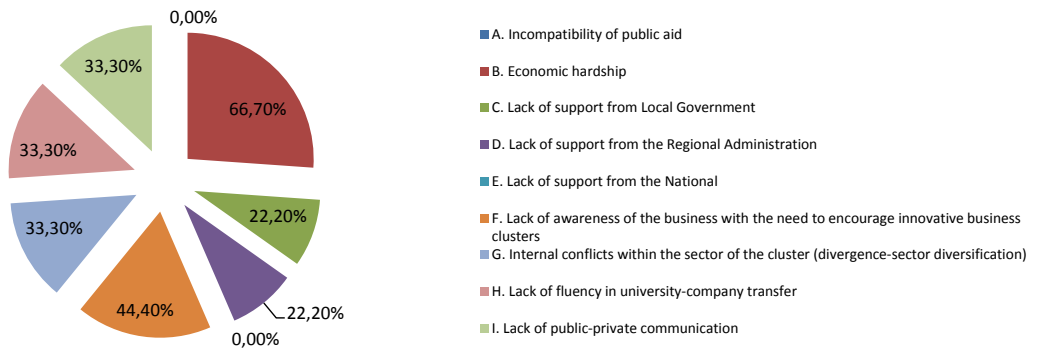 0,00%
66,70%
22,20%
22,20%
0,00%
44,40%
33,30%
33,30%
33,30%
A. Incompatibility of public aid
B. Economic hardship
C. Lack of support from Local Government
D. Lack of support from the Regional Administration
E. Lack of support from the National
F. Lack of awareness of the business with the need to encourage innovative business
clusters
G. Internal conflicts within the sector of the cluster (divergence-sector diversification)
H. Lack of fluency in university-company transfer
I. Lack of public-private communication